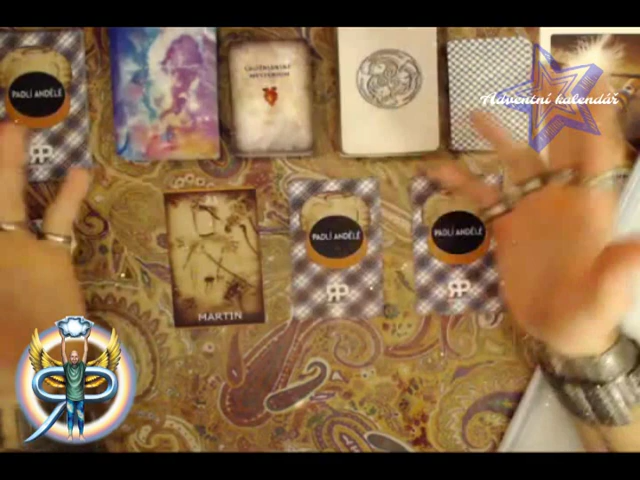 Adventní kalendář
PADLÍ ANDĚLÉ
PADLÍ ANDĚLÉ
PADLÍ ANDĚLÉ
MARTIN